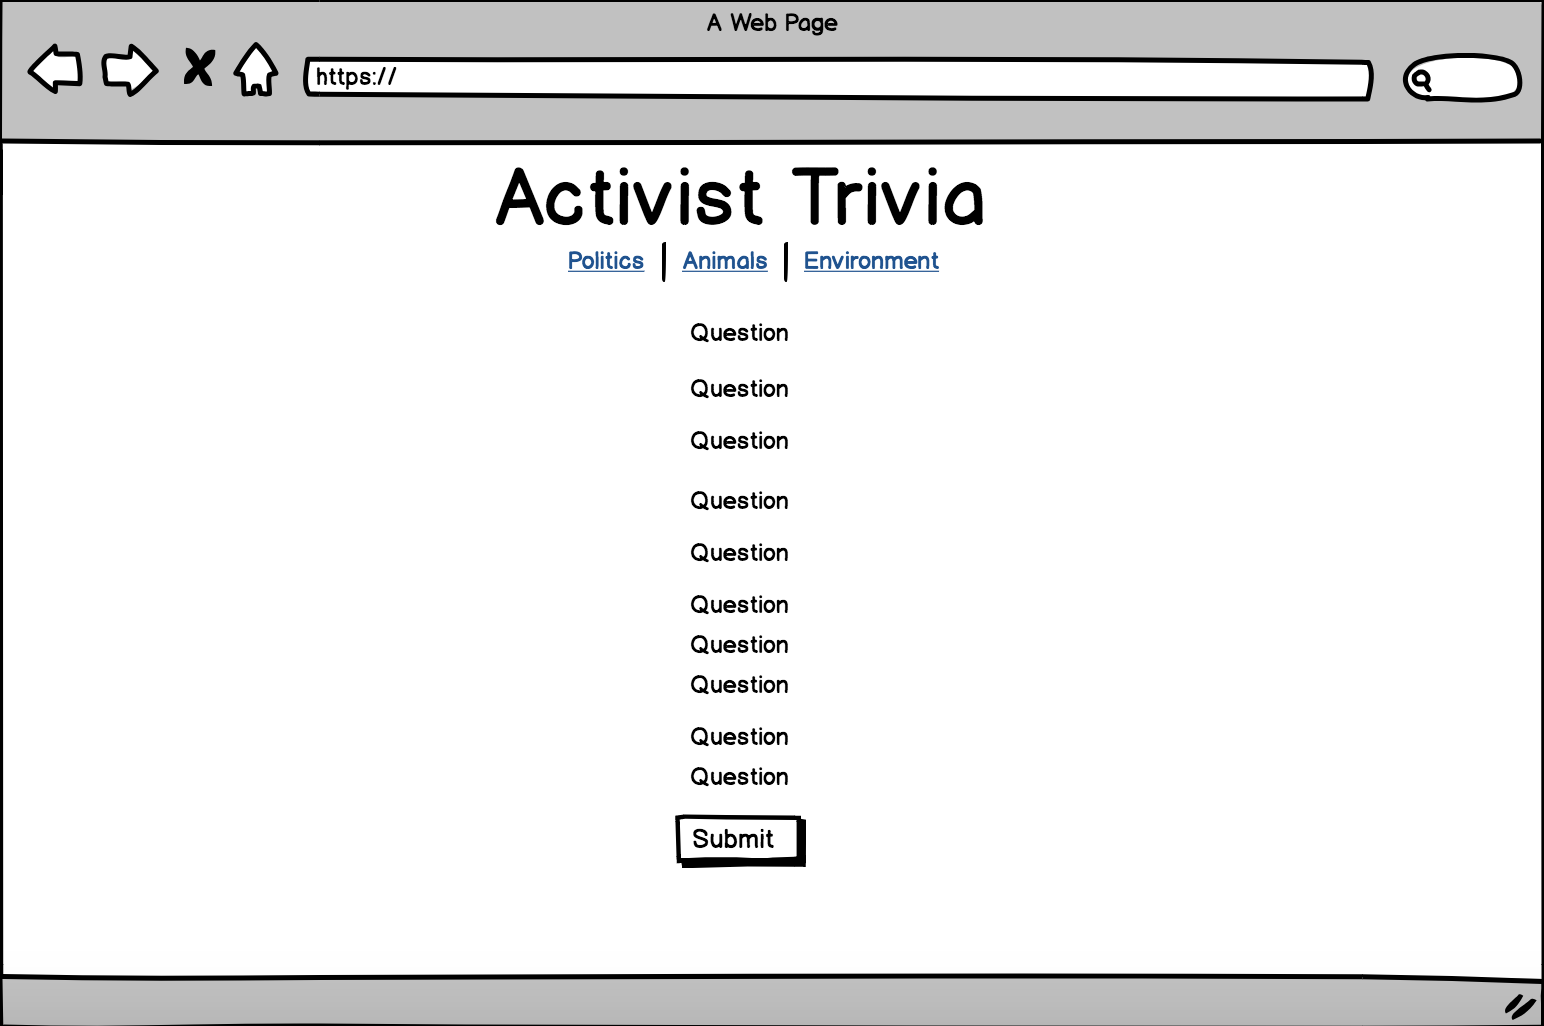 A Web Page
https://
Activist Trivia
Politics Animals Environment
Question
Question
Question
Question
Question
Question
Question
Question
Question
Question
Submit